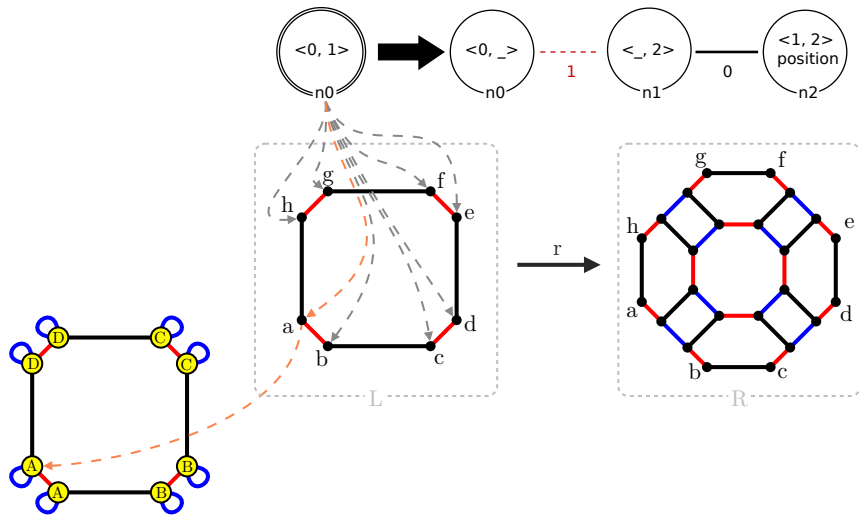 <0, 1>
n0
<0, _>
n0
1
<_, 2>
n1
0
<1, 2>
position
n2
g
f
h
e
a
d
b
c
L
r
g
f
h
e
a
d
b
c
R
D
C
D
C
A
B
A
B